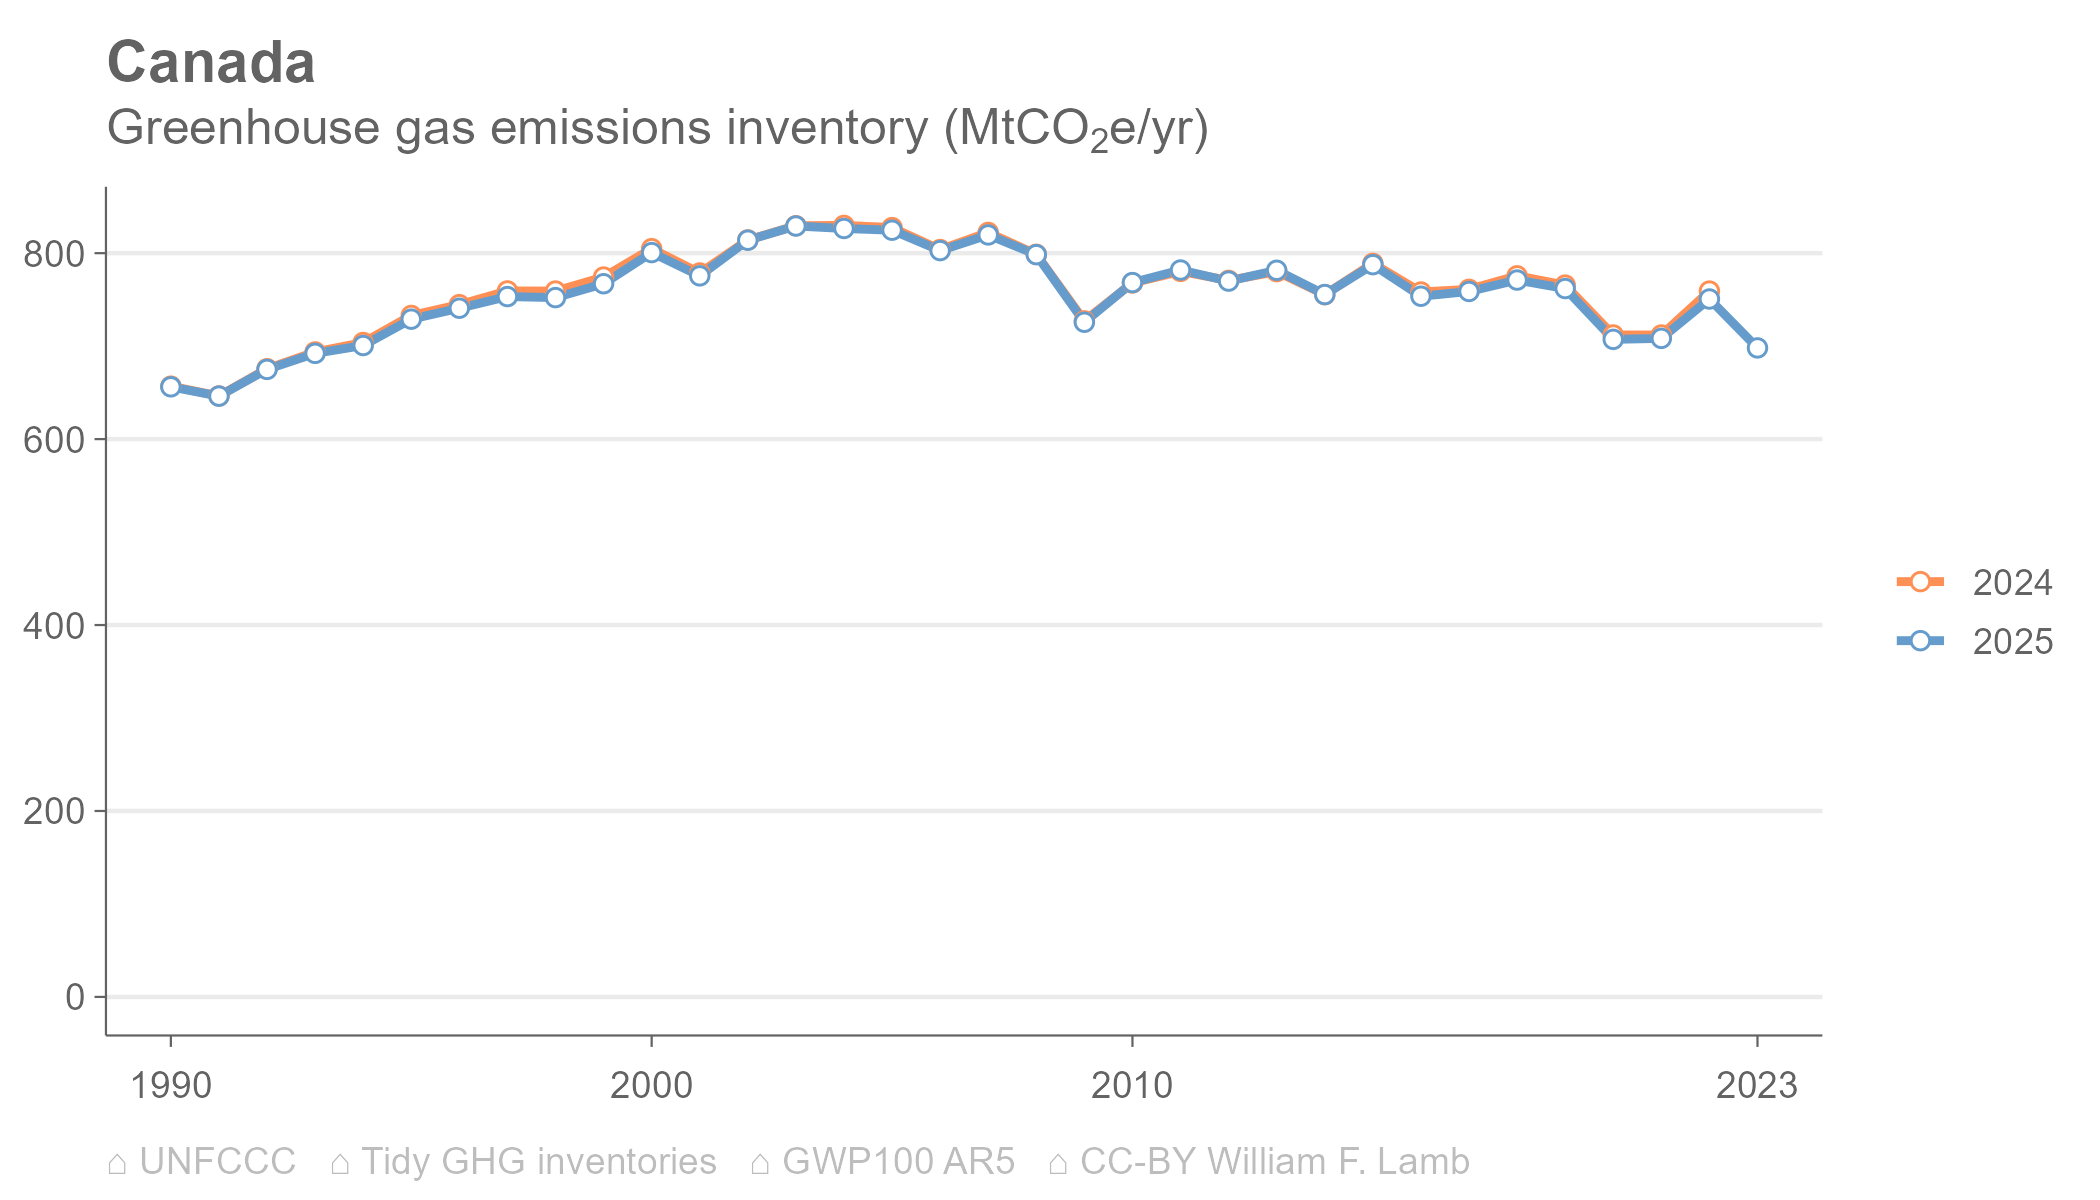 Canada
Greenhouse gas emissions inventory (MtCO₂e/yr)
800
600
400
200
0
1990 2000 2010 2023
2024
2025
⌂ UNFCCC ⌂ Tidy GHG inventories ⌂ GWP100 AR5 ⌂ CC-BY William F. Lamb